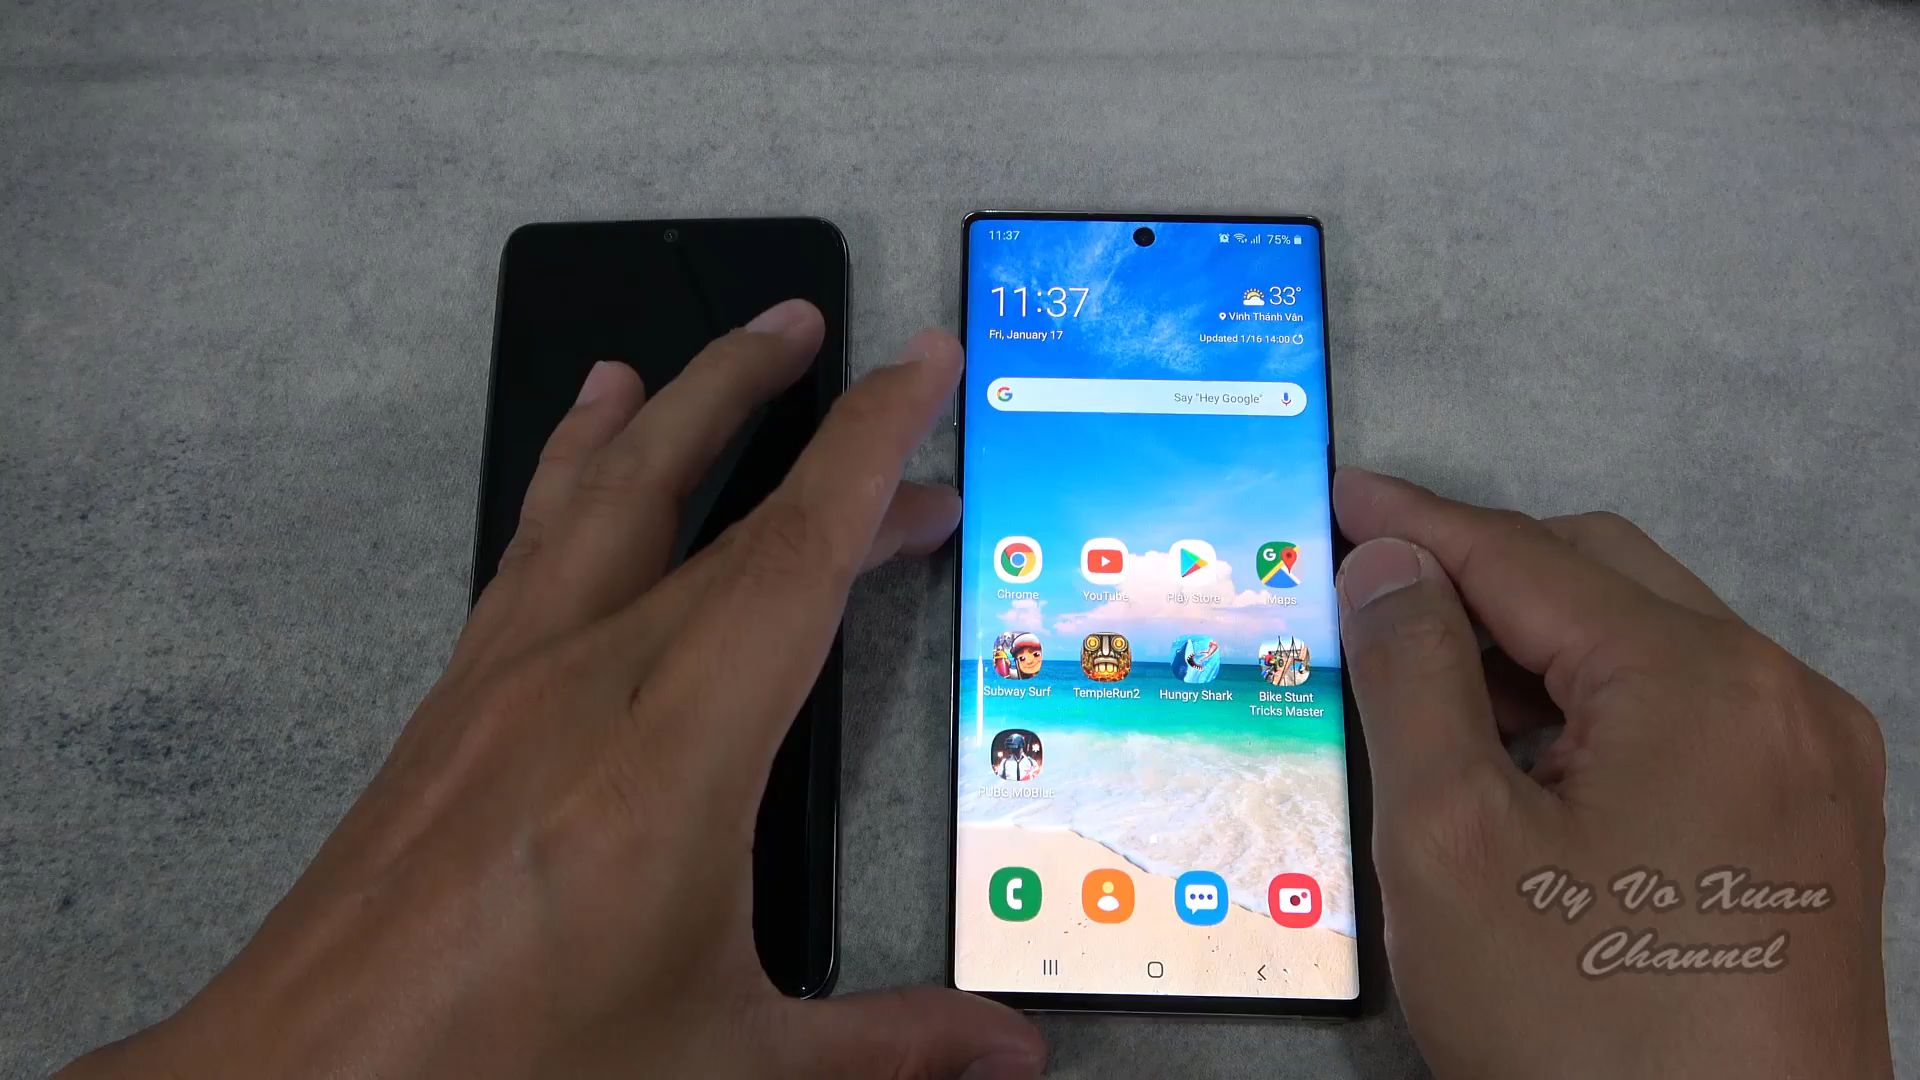 11:37
75%
11:37
33°
Fri, January 17
Vĩnh Thánh Vân
Updated 1/16 14:00
G
Say "Hey Google"
Chrome
YouTube
Play Store
G
Maps
Subway Surf
TempleRun2
Hungry Shark
Bike Stunt
Tricks Master
PUBG MOBILE
Vy Vo Xuan
Channel